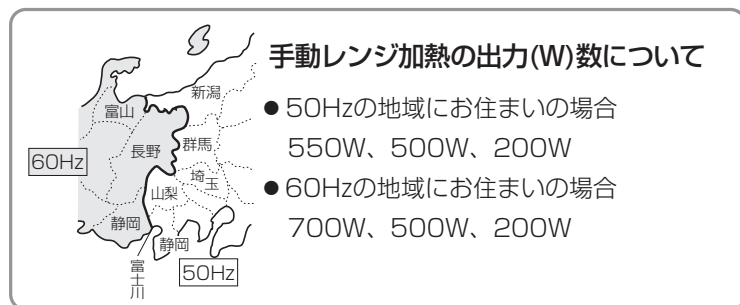 手動レンジ加熱の出力(W)数について
●50Hzの地域にお住まいの場合
550W、500W、200W
●60Hzの地域にお住まいの場合
700W、500W、200W
新潟
富山
群馬
長野
60Hz
埼玉
山梨
静岡
静岡
富士川
50Hz